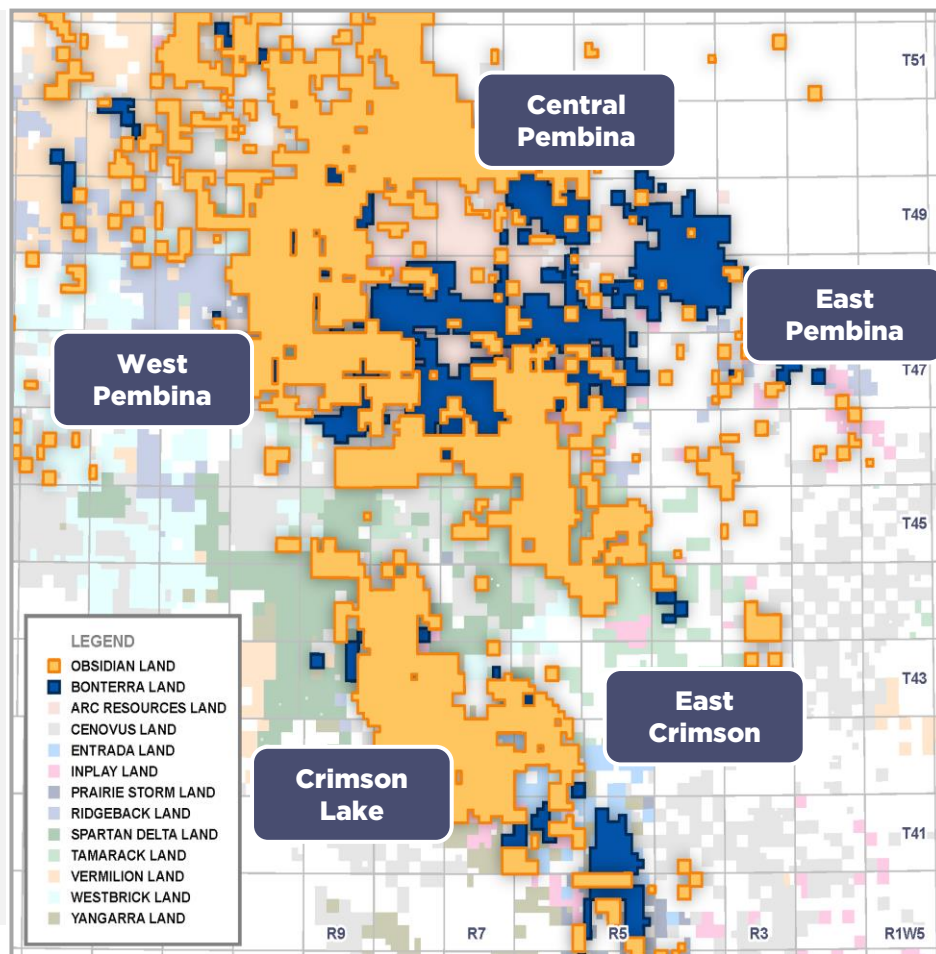 T51
Central
Pembina
T49
East
Pembina
West
Pembina
T47
T45
LEGEND
OBSIDIAN LAND
BONTERRA LAND
ARC RESOURCES LAND
CENOVUS LAND
ENTRADA LAND
INPLAY LAND
PRAIRIE STORM LAND
RIDGEBACK LAND
SPARTAN DELTA LAND
TAMARACK LAND
VERMILION LAND
WESTBRICK LAND
YANGARRA LAND
T43
East
Crimson
Crimson
Lake
T41
R9
R7
R5
R3
R1W5